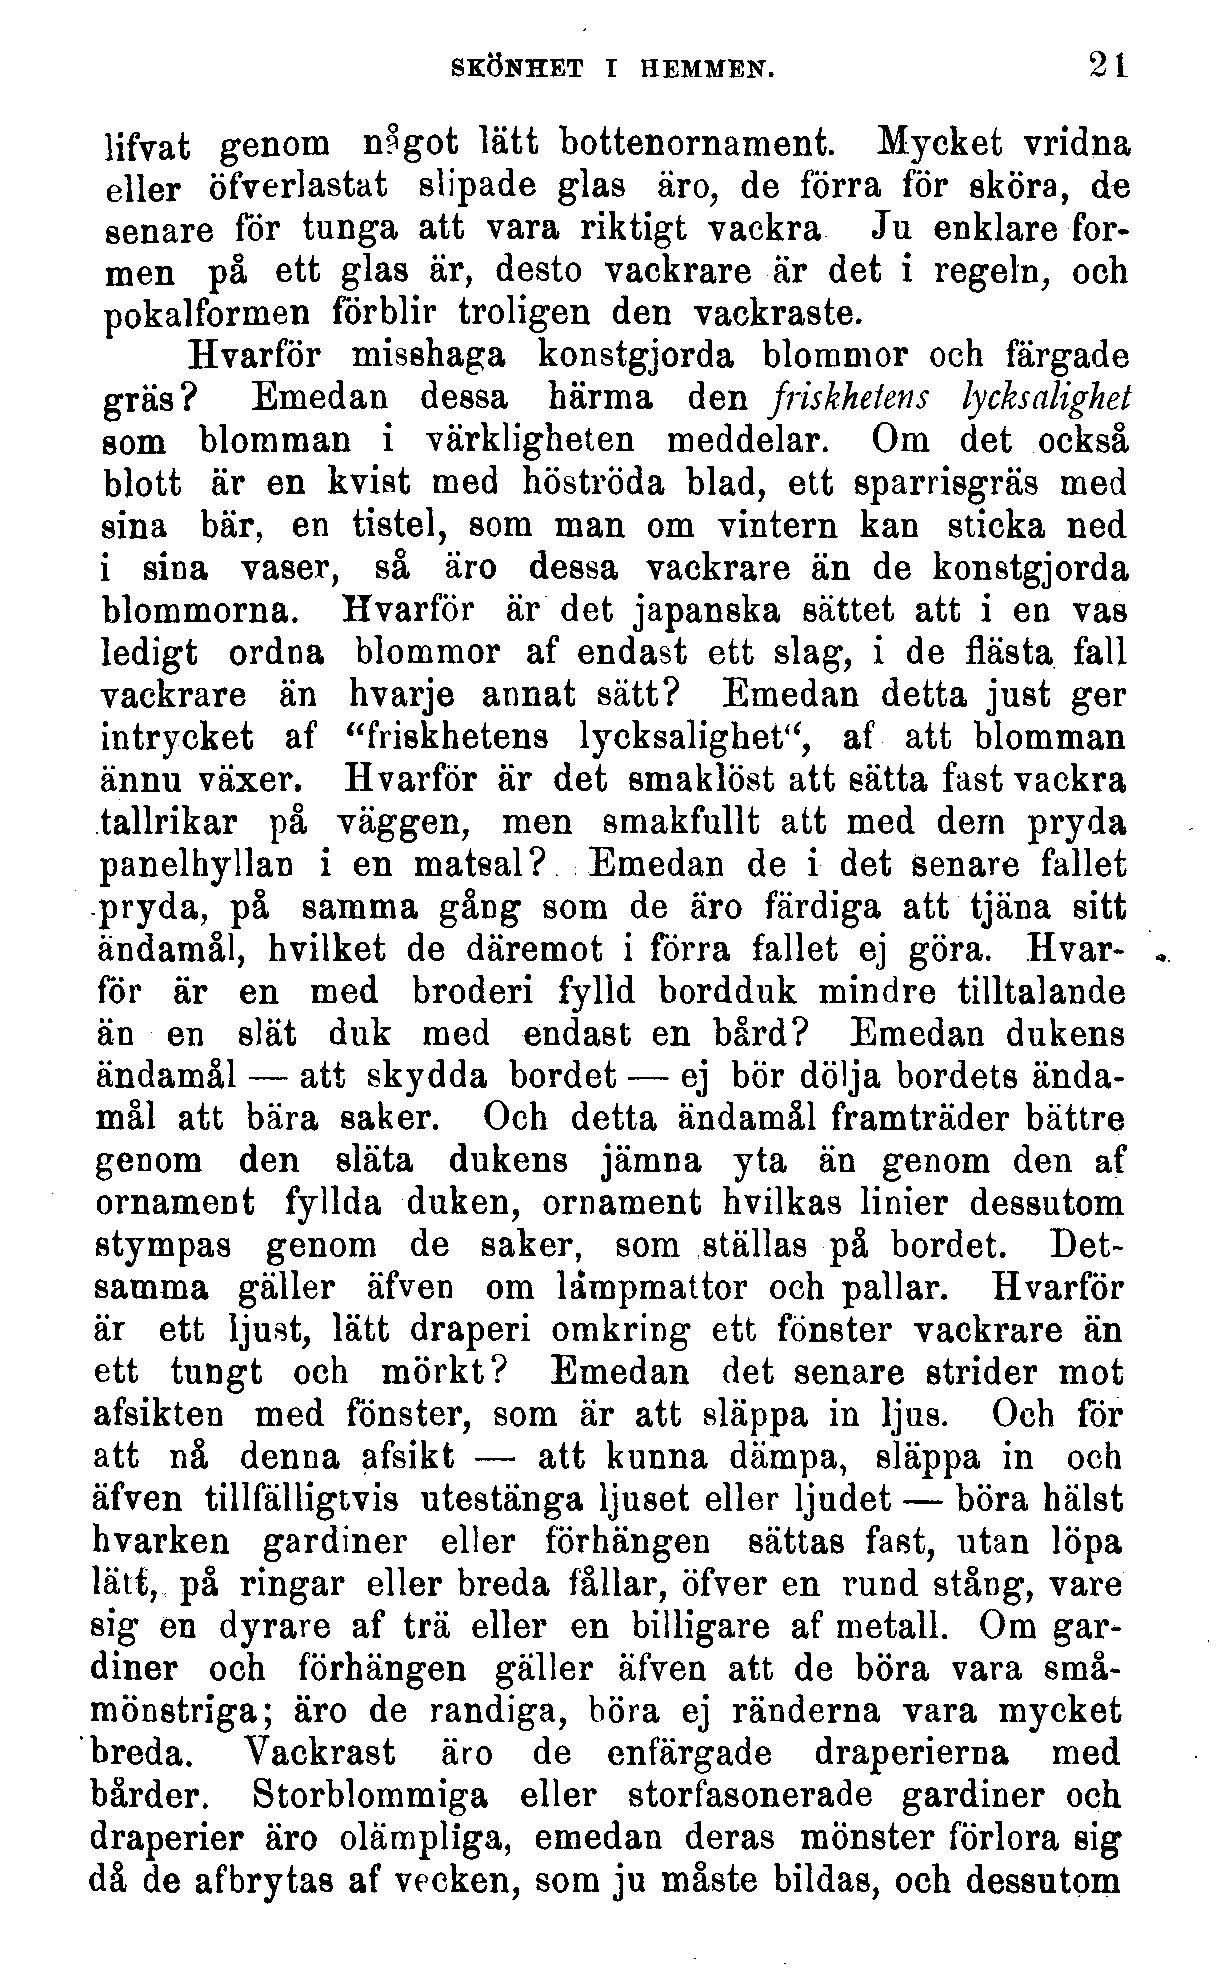 SKÖNHET I HEMMEN. 21
lifvat genom något lätt bottenornament. Mycket vridna
eller öfverlastat slipade glas äro, de förra för sköra, de
senare för tunga att vara riktigt vackra Ju enklare for-
men på ett glas är, desto vackrare är det i regeln, och
pokalformen förblir troligen den vackraste.
Hvarför misshaga konstgjorda blommor och färgade
gräs? Emedan dessa härma den friskhetens lycksalighet
som blomman i värkligheten meddelar. Om det också
blott är en kvist med höströda blad, ett sparrisgräs med
sina bär, en tistel, som man om vintern kan sticka ned
i sina vaser, så äro dessa vackrare än de konstgjorda
blommorna. Hvarför är det japanska sättet att i en vas
ledigt ordna blommor af endast ett slag, i de flästa fall
vackrare än hvarje annat sätt? Emedan detta just ger
intrycket af “friskhetens lycksalighet“, af att blomman
ännu växer. Hvarför är det smaklöst att sätta fast vackra
tallrikar på väggen, men smakfullt att med dem pryda
panelhyllan i en matsal? Emedan de i det senare fallet
pryda, på samma gång som de äro färdiga att tjäna sitt
ändamål, hvilket de däremot i förra fallet ej göra. Hvar-
för är en med broderi fylld bordduk mindre tilltalande
än en slät duk med endast en bård? Emedan dukens
ändamål — att skydda bordet — ej bör dölja bordets ända-
mål att bära saker. Och detta ändamål framträder bättre
genom den släta dukens jämna yta än genom den af
ornament fyllda duken, ornament hvilkas linier dessutom
stympas genom de saker, som ställas på bordet. Det-
samma gäller äfven om lampmattor och pallar. Hvarför
är ett ljust, lätt draperi omkring ett fönster vackrare än
ett tungt och mörkt? Emedan det senare strider mot
afsikten med fönster, som är att släppa in ljus. Och för
att nå denna afsikt — att kunna dämpa, släppa in och
äfven tillfälligtvis utestänga ljuset eller ljudet — böra hälst
hvarken gardiner eller förhängen sättas fast, utan löpa
lätt, på ringar eller breda fållar, öfver en rund stång, vare
sig en dyrare af trä eller en billigare af metall. Om gar-
diner och förhängen gäller äfven att de böra vara små-
mönstriga; äro de randiga, böra ej ränderna vara mycket
breda. Vackrast äro de enfärgade draperierna med
bårder. Storblommiga eller storfasonerade gardiner och
draperier äro olämpliga, emedan deras mönster förlora sig
då de afbrytas af vecken, som ju måste bildas, och dessutom